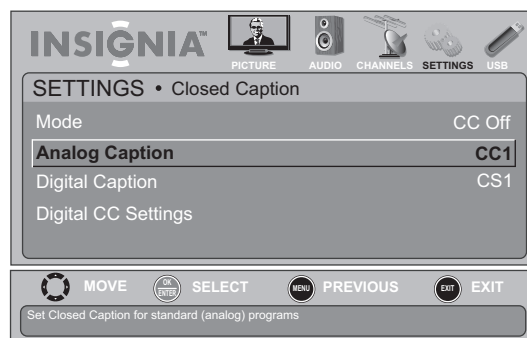 INSIGNIA™
PICTURE AUDIO CHANNELS SETTINGS USB
SETTINGS • Closed Caption
Mode CC Off
Analog Caption CC1
Digital Caption CS1
Digital CC Settings
MOVE OK ENTER SELECT MENU PREVIOUS EXIT EXIT
Set Closed Caption for standard (analog) programs